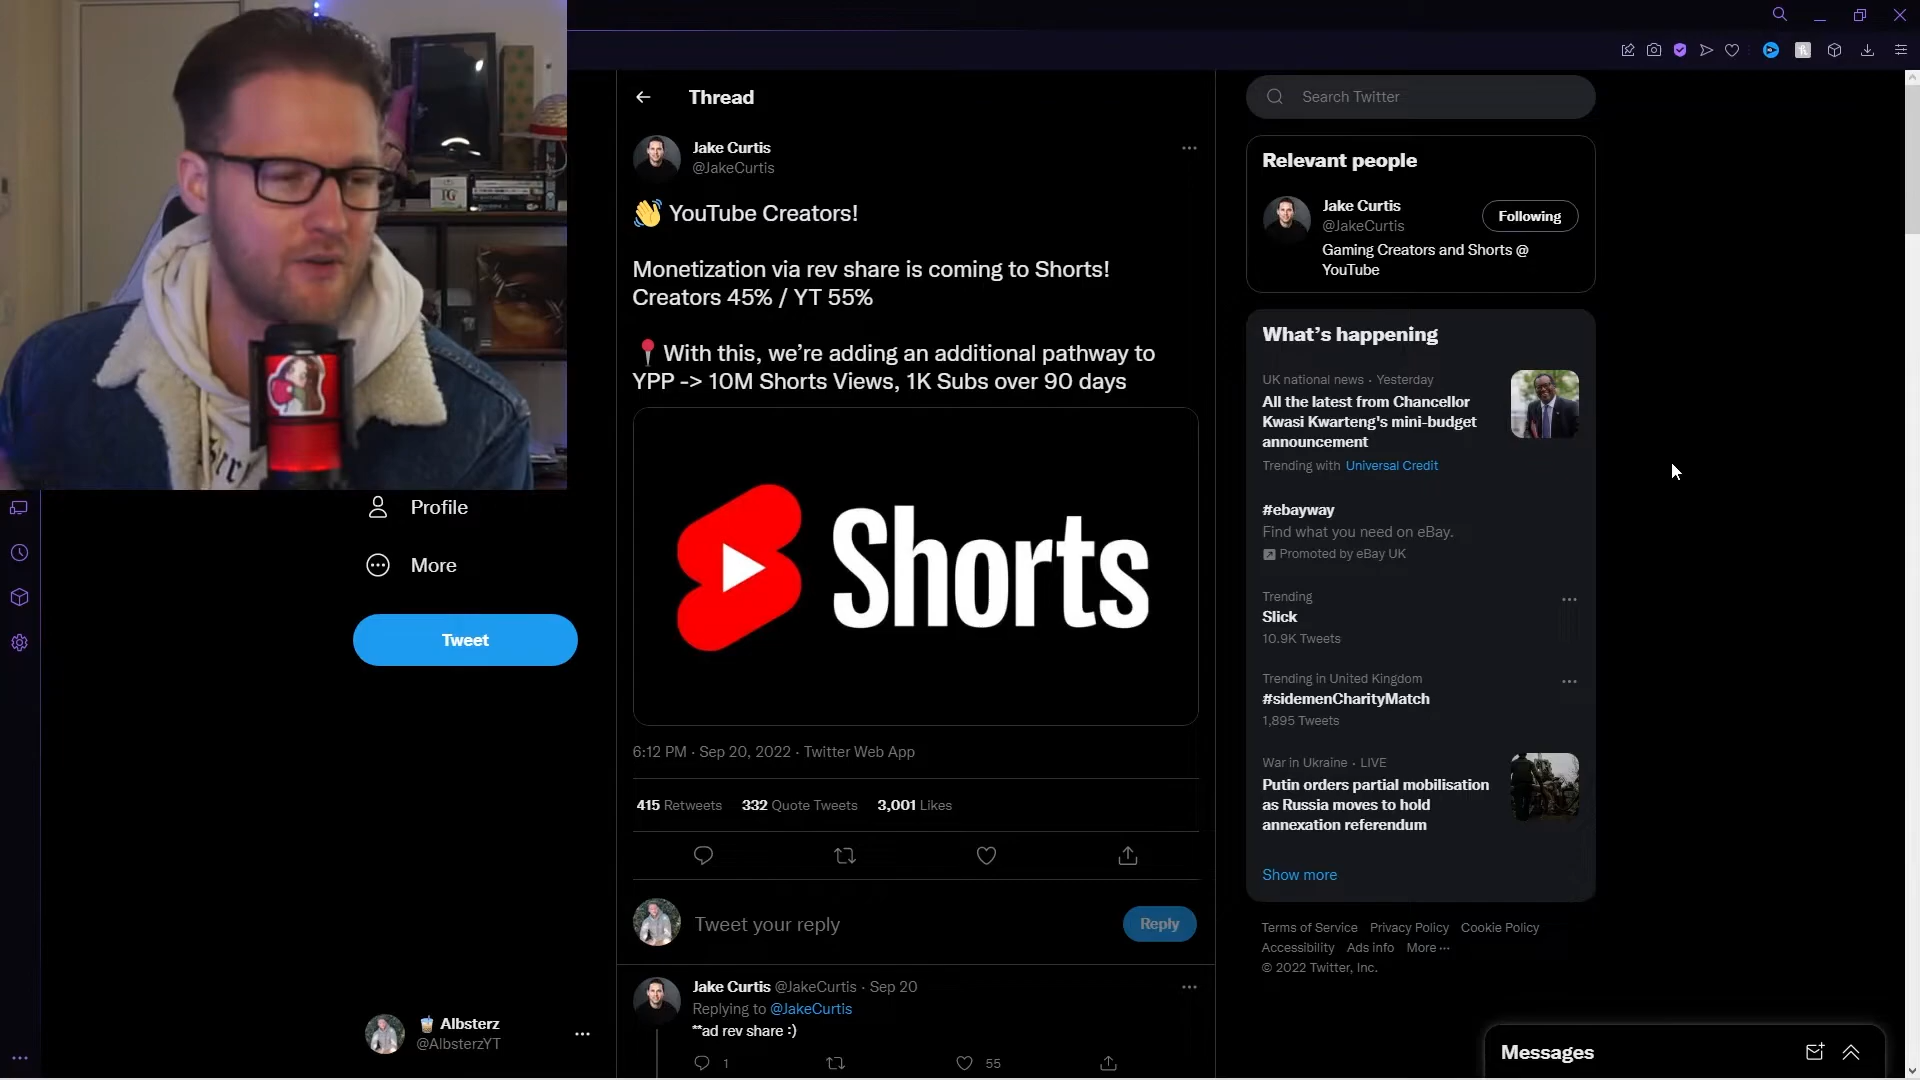 IG
Thread
Search Twitter
Jake Curtis
@JakeCurtis
👋 YouTube Creators!
Monetization via rev share is coming to Shorts!
Creators 45% / YT 55%
📍With this, we’re adding an additional pathway to
YPP -> 10M Shorts Views, 1K Subs over 90 days
Shorts
6:12 PM · Sep 20, 2022 · Twitter Web App
415 Retweets 332 Quote Tweets 3,001 Likes
Tweet your reply
Reply
Jake Curtis @JakeCurtis · Sep 20
Replying to @JakeCurtis
**ad rev share :)
1
55
Profile
More
Tweet
🧋 Albsterz
@AlbsterzYT
Relevant people
Jake Curtis
@JakeCurtis
Following
Gaming Creators and Shorts @
YouTube
What’s happening
UK national news · Yesterday
All the latest from Chancellor
Kwasi Kwarteng's mini-budget
announcement
Trending with Universal Credit
#ebayway
Find what you need on eBay.
Promoted by eBay UK
Trending
Slick
10.9K Tweets
Trending in United Kingdom
#sidemenCharityMatch
1,895 Tweets
War in Ukraine · LIVE
Putin orders partial mobilisation
as Russia moves to hold
annexation referendum
Show more
Terms of Service Privacy Policy Cookie Policy
Accessibility Ads info More ···
© 2022 Twitter, Inc.
Messages